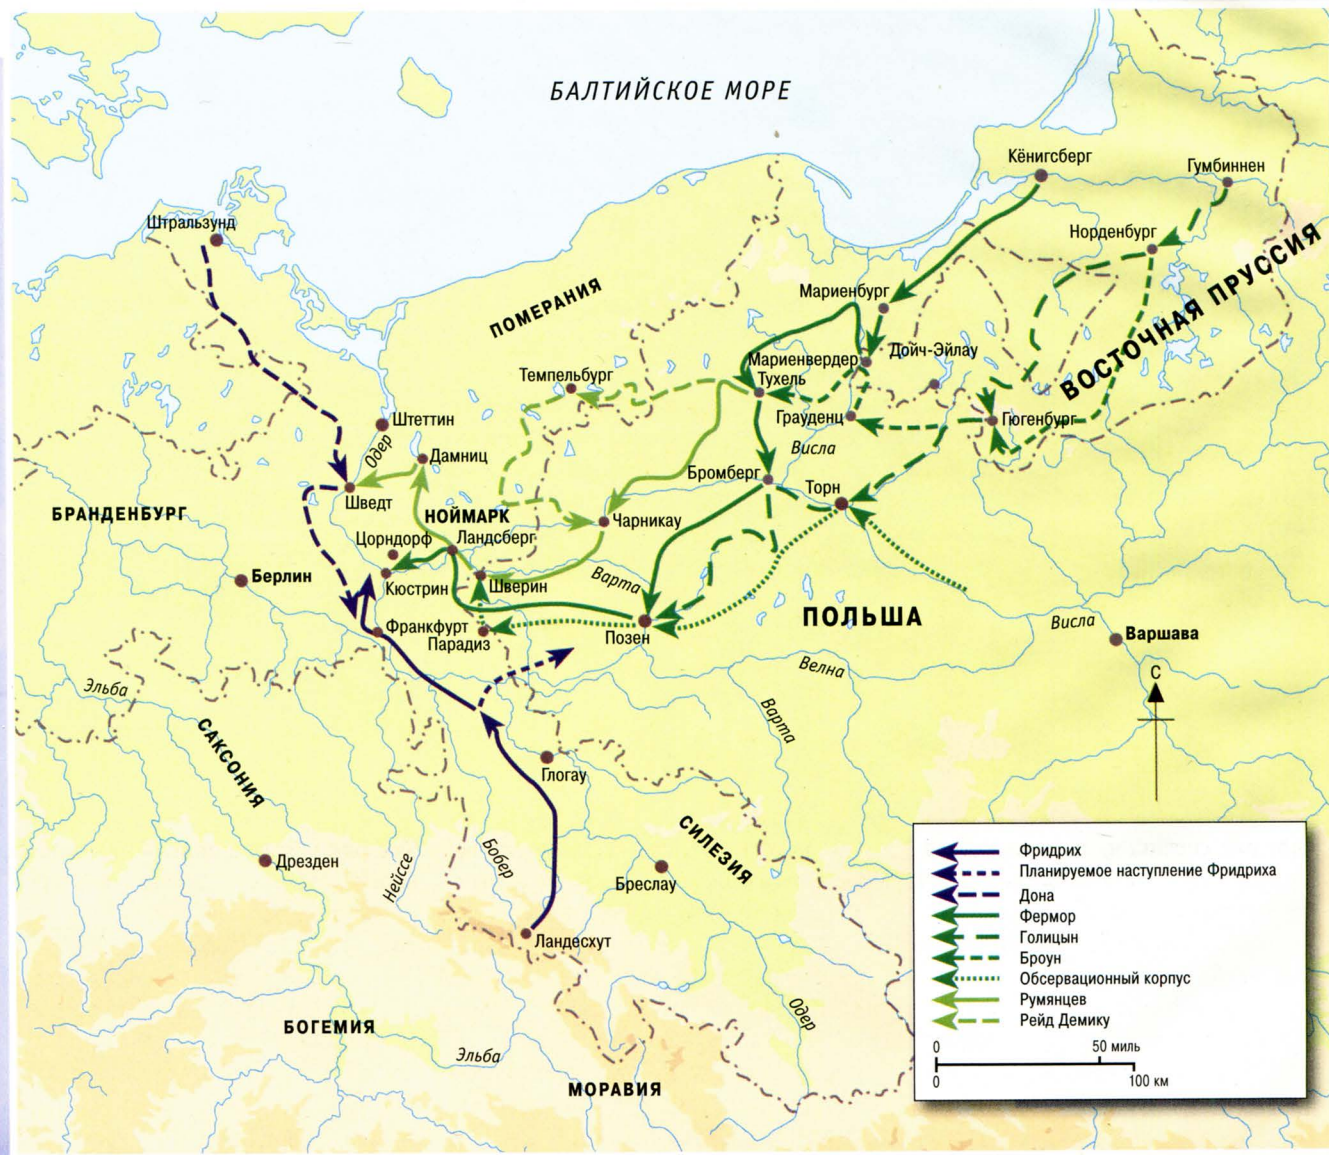 БАЛТИЙСКОЕ МОРЕ
Кёнигсберг
Гумбиннен
Штральзунд
Норденбург
ВОСТОЧНАЯ ПРУССИЯ
Мариенбург
ПОМЕРАНИЯ
Мариенвердер
Дойч-Эйлау
Темпельбург
Тухель
Грауденц
Гюгенбург
Штеттин
Одер
Висла
Дамниц
Бромберг
Торн
Шведт
БРАНДЕНБУРГ
НОЙМАРК
Чарникау
Цорндорф
Ландсберг
Берлин
Кюстрин
Шверин
Варта
ПОЛЬША
Франкфурт
Парадиз
Позен
Висла
Варшава
Велна
С
Эльба
Варта
САКСОНИЯ
Глогау
СИЛЕЗИЯ
Дрезден
Нейссе
Бобер
Бреслау
Ландесхут
Одер
БОГЕМИЯ
Эльба
МОРАВИЯ
Фридрих
Планируемое наступление Фридриха
Дона
Фермор
Голицын
Броун
Обсервационный корпус
Румянцев
Рейд Демику
0 50 миль
0 100 км